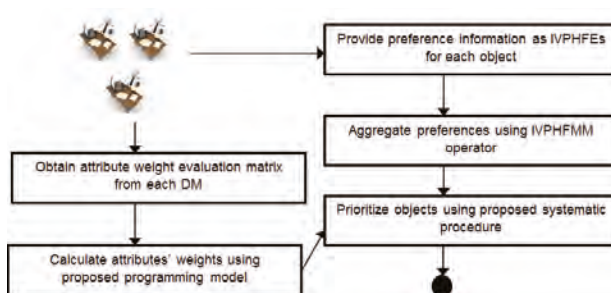 Provide preference information as IVPHFEs
for each object
Aggregate preferences using IVPHFMM
operator
Obtain attribute weight evaluation matrix
from each DM
Prioritize objects using proposed systematic
procedure
Calculate attributes' weights using
proposed programming model